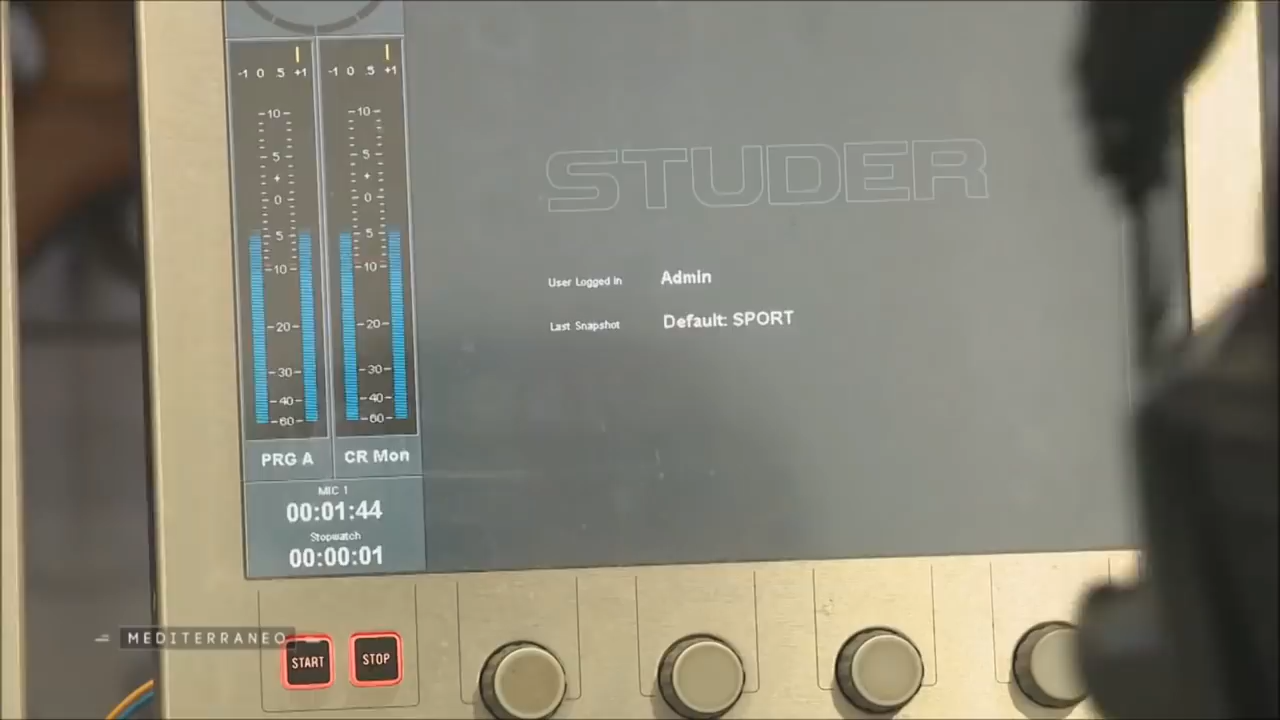 -1 0 .5 +1 -1 0 .5 +1
10 10
5 5
0 0
5 5
10 10
20 20
30 30
40 40
60 60
PRG A CR Mon
MIC 1
00:01:44
Stopwatch
00:00:01
STUDER
User Logged In Admin
Last Snapshot Default: SPORT
MEDITERRANEO
START STOP